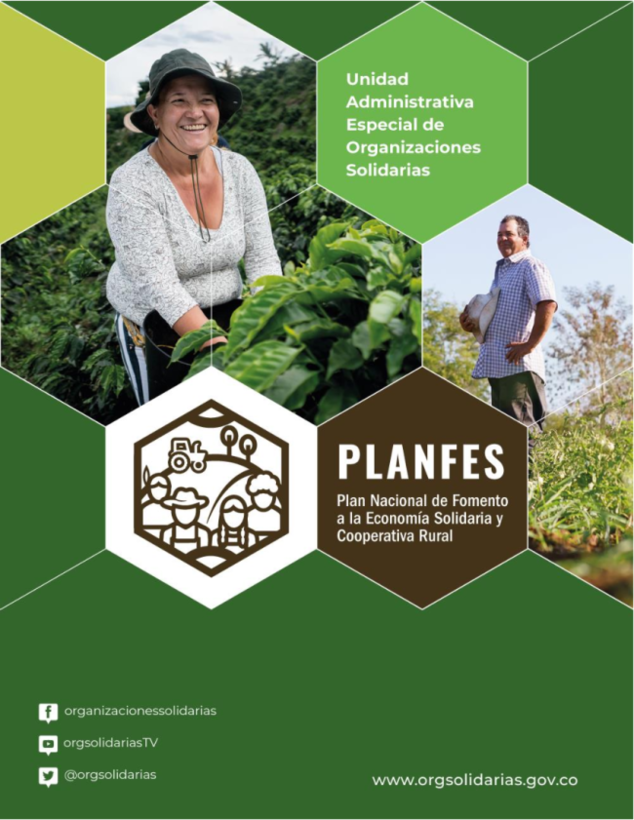 Unidad
Administrativa
Especial de
Organizaciones
Solidarias
PLANFES
Plan Nacional de Fomento
a la Economía Solidaria y
Cooperativa Rural
organizacionessolidarias
orgsolidariasTV
@orgsolidarias
www.orgsolidarias.gov.co